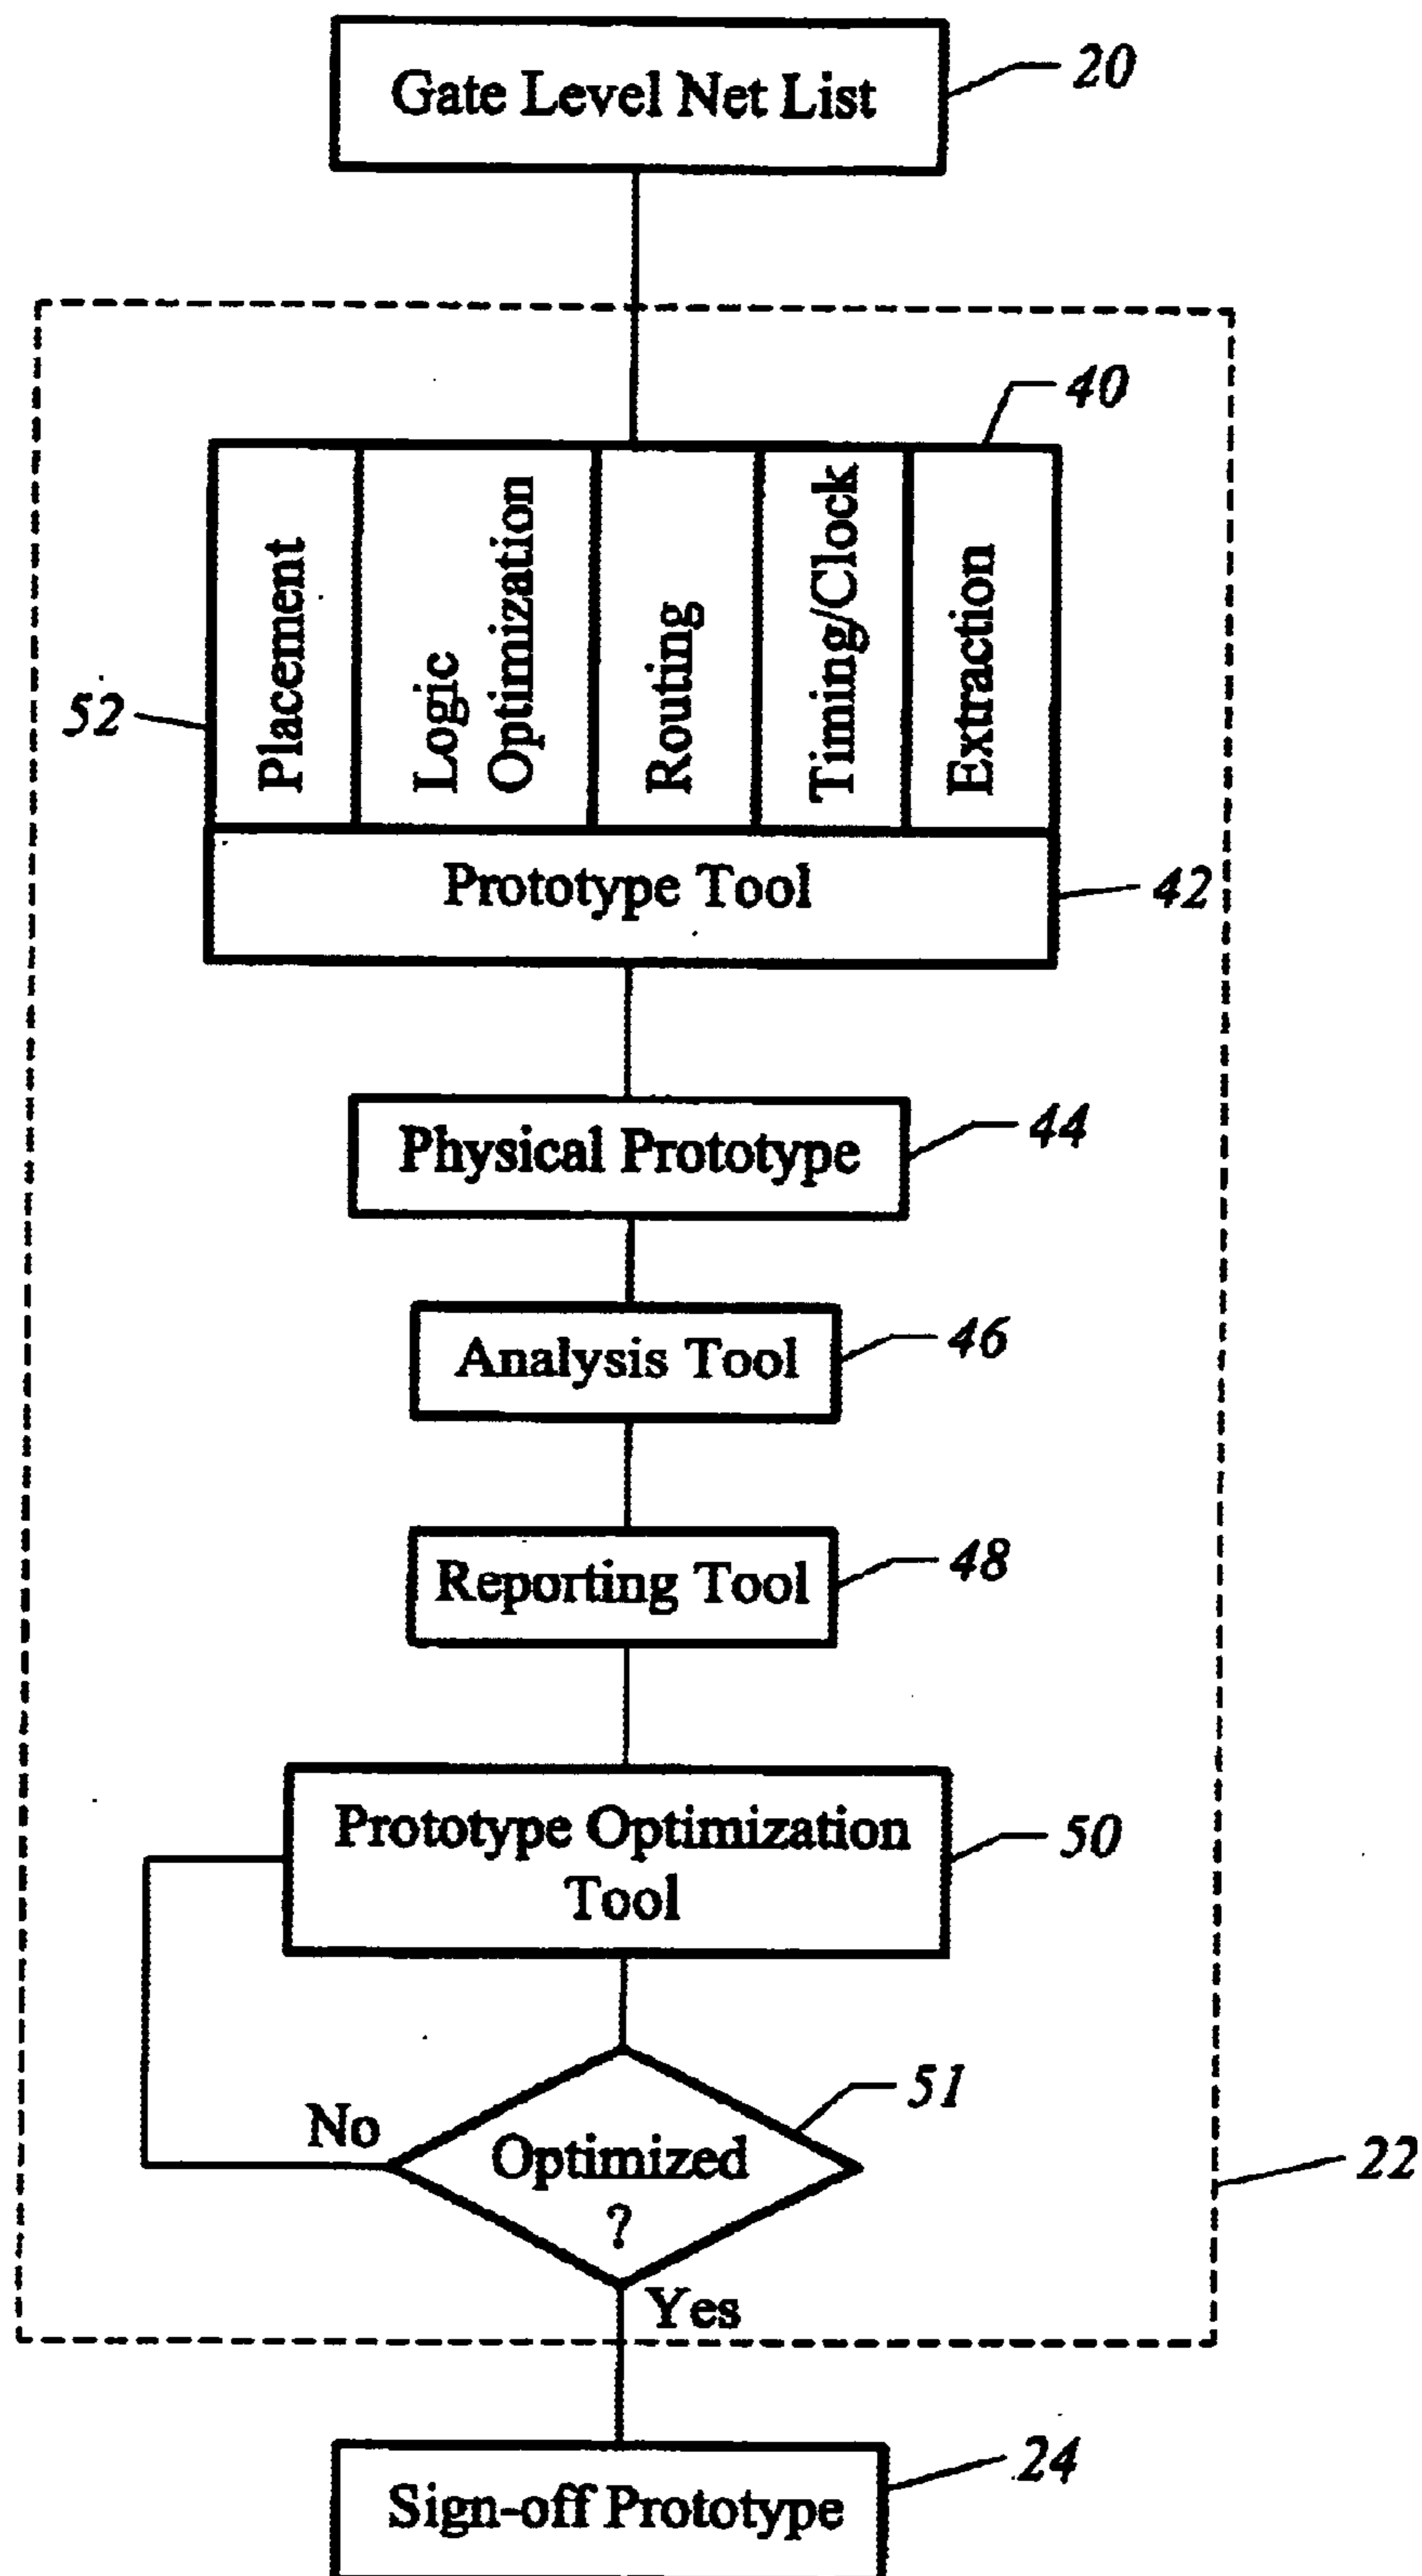 Gate Level Net List
20
40
Placement
Logic
Optimization
Routing
Timing/Clock
Extraction
52
Prototype Tool
42
Physical Prototype
44
Analysis Tool
46
Reporting Tool
48
Prototype Optimization
Tool
50
51
No
Optimized
?
22
Yes
24
Sign-off Prototype